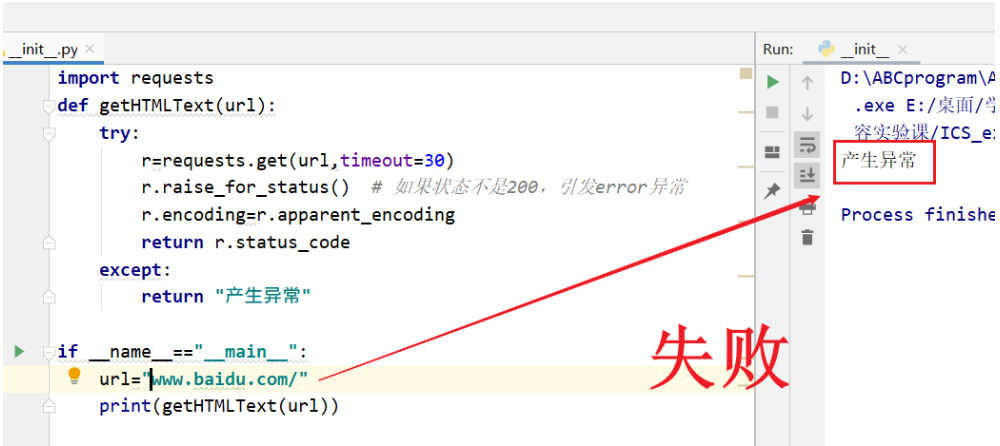 __init__.py
import requests
def getHTMLText(url):
try:
r=requests.get(url,timeout=30)
r.raise_for_status()  # 如果状态不是200，引发error异常
r.encoding=r.apparent_encoding
return r.status_code
except:
return "产生异常"
if __name__=="__main__":
url="www.baidu.com/"
print(getHTMLText(url))
Run: __init__
D:\ABCprogram\A
.exe E:/桌面/学
容实验课/ICS_ex
产生异常
Process finishe
失败